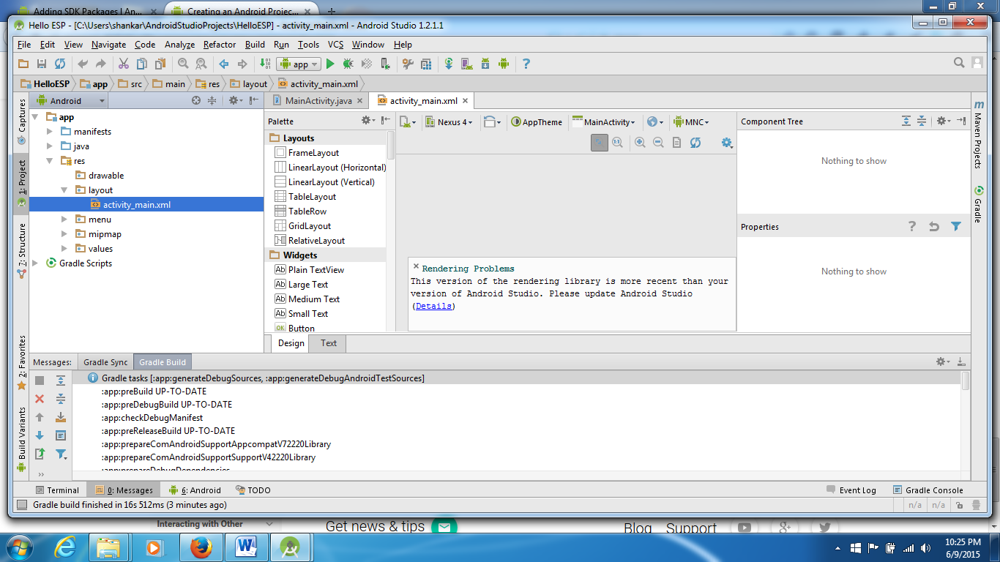 Adding SDK Packages | An...
Creating an Android Projec...
Hello ESP - [C:\Users\shankar\AndroidStudioProjects\HelloESP] - activity_main.xml - Android Studio 1.2.1.1
File Edit View Navigate Code Analyze Refactor Build Run Tools VCS Window Help
app
HelloESP app src main res layout activity_main.xml
Captures
1: Project
7: Structure
2: Favorites
Build Variants
Android
app
manifests
java
res
drawable
layout
activity_main.xml
menu
mipmap
values
Gradle Scripts
MainActivity.java
activity_main.xml
Palette
Layouts
FrameLayout
LinearLayout (Horizontal)
LinearLayout (Vertical)
TableLayout
TableRow
GridLayout
RelativeLayout
Widgets
Ab Plain TextView
Ab Large Text
Ab Medium Text
Ab Small Text
OK Button
Nexus 4 AppTheme MainActivity MNC
1:1
Rendering Problems
This version of the rendering library is more recent than your
version of Android Studio. Please update Android Studio
(Details)
Design Text
Component Tree
Nothing to show
Properties
Nothing to show
m Maven Projects
Gradle
Messages: Gradle Sync Gradle Build
Gradle tasks [:app:generateDebugSources, :app:generateDebugAndroidTestSources]
:app:preBuild UP-TO-DATE
:app:preDebugBuild UP-TO-DATE
:app:checkDebugManifest
:app:preReleaseBuild UP-TO-DATE
:app:prepareComAndroidSupportAppcompatV72220Library
:app:prepareComAndroidSupportSupportV42220Library
:app:prepareDebugDependencies
Terminal 0: Messages 6: Android TODO Event Log Gradle Console
Gradle build finished in 16s 512ms (3 minutes ago)
n/a n/a
Interacting with Other
Get news & tips
Blog Support
10:25 PM
6/9/2015